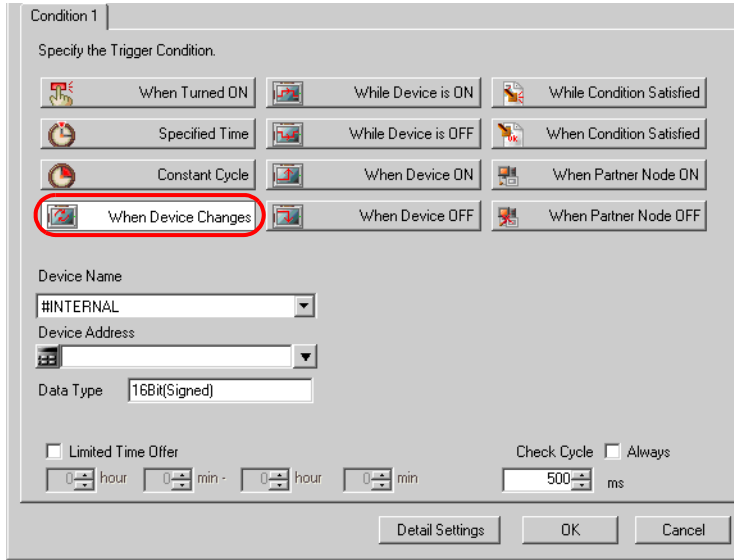 Condition 1
Specify the Trigger Condition.
When Turned ON While Device is ON While Condition Satisfied
Specified Time While Device is OFF When Condition Satisfied
Constant Cycle When Device ON When Partner Node ON
When Device Changes When Device OFF When Partner Node OFF
Device Name
#INTERNAL
Device Address
Data Type 16Bit(Signed)
Limited Time Offer Check Cycle Always
0 hour 0 min - 0 hour 0 min 500 ms
Detail Settings OK Cancel